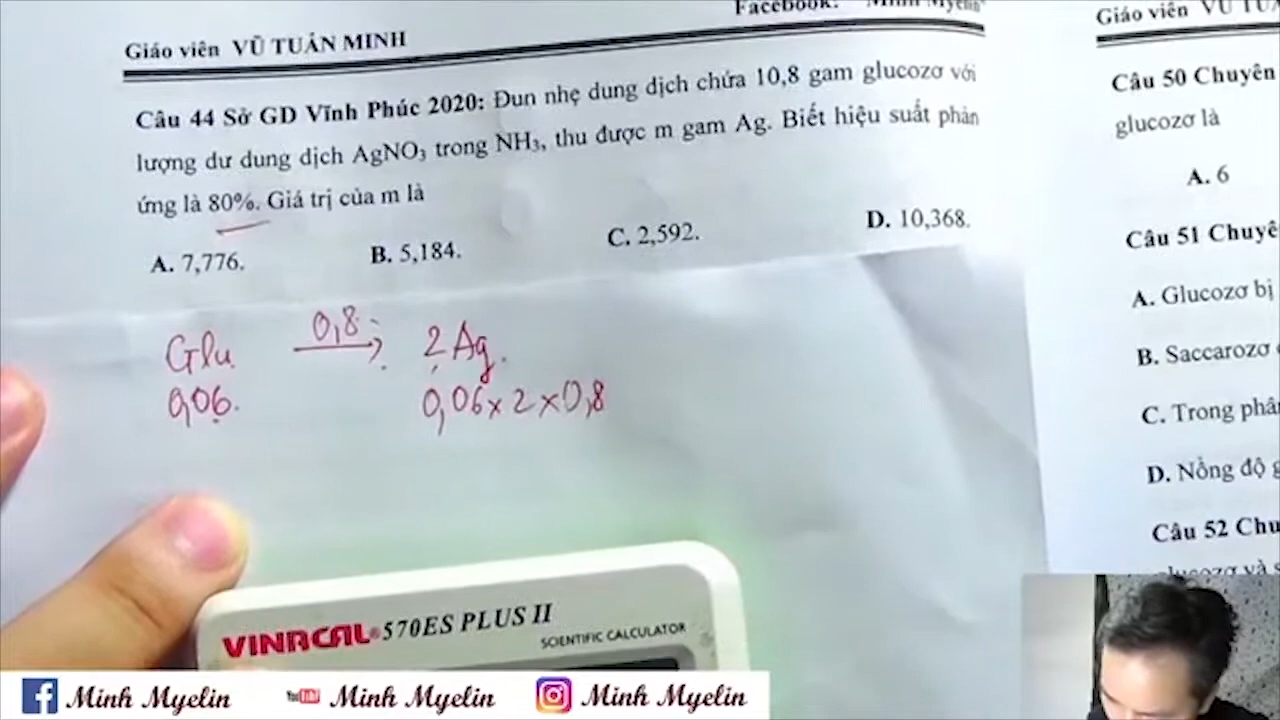 Facebook: Minh Myelin
Giáo viên VŨ TUẤN MINH
Câu 44 Sở GD Vĩnh Phúc 2020: Đun nhẹ dung dịch chứa 10,8 gam glucozơ với
lượng dư dung dịch AgNO3 trong NH3, thu được m gam Ag. Biết hiệu suất phản
ứng là 80%. Giá trị của m là
A. 7,776. B. 5,184. C. 2,592. D. 10,368.
Glu 0,8 2Ag.
0,06. 0,06 x 2 x 0,8
VINACAL 570ES PLUS II
SCIENTIFIC CALCULATOR
Giáo viên VŨ
Câu 50 Chuyên
glucozơ là
A. 6
Câu 51
A. Glucozơ bị
B. Saccarozơ
C. Trong
D. Nồng độ
Câu 52
Minh Myelin
You Tube Minh Myelin
Minh Myelin